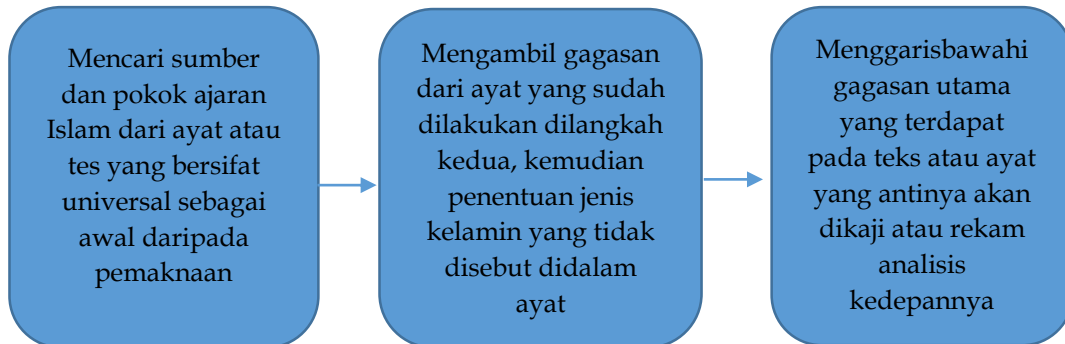 Mencari sumber
dan pokok ajaran
Islam dari ayat atau
tes yang bersifat
universal sebagai
awal daripada
pemaknaan
Mengambil gagasan
dari ayat yang sudah
dilakukan dilangkah
kedua, kemudian
penentuan jenis
kelamin yang tidak
disebut didalam
ayat
Menggarisbawahi
gagasan utama
yang terdapat
pada teks atau ayat
yang antinya akan
dikaji atau rekam
analisis
kedepannya